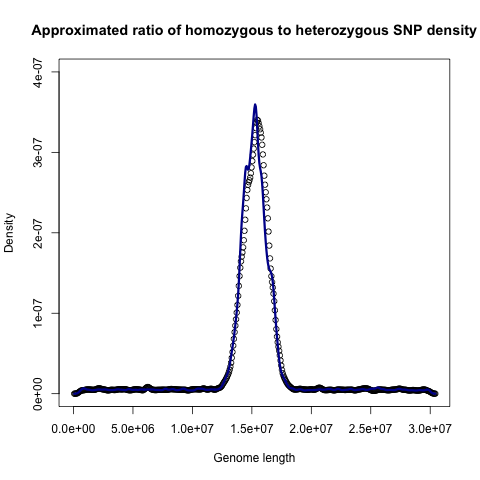 Approximated ratio of homozygous to heterozygous SNP density
4e-07
3e-07
2e-07
1e-07
0e+00
Density
0.0e+00 5.0e+06 1.0e+07 1.5e+07 2.0e+07 2.5e+07 3.0e+07
Genome length